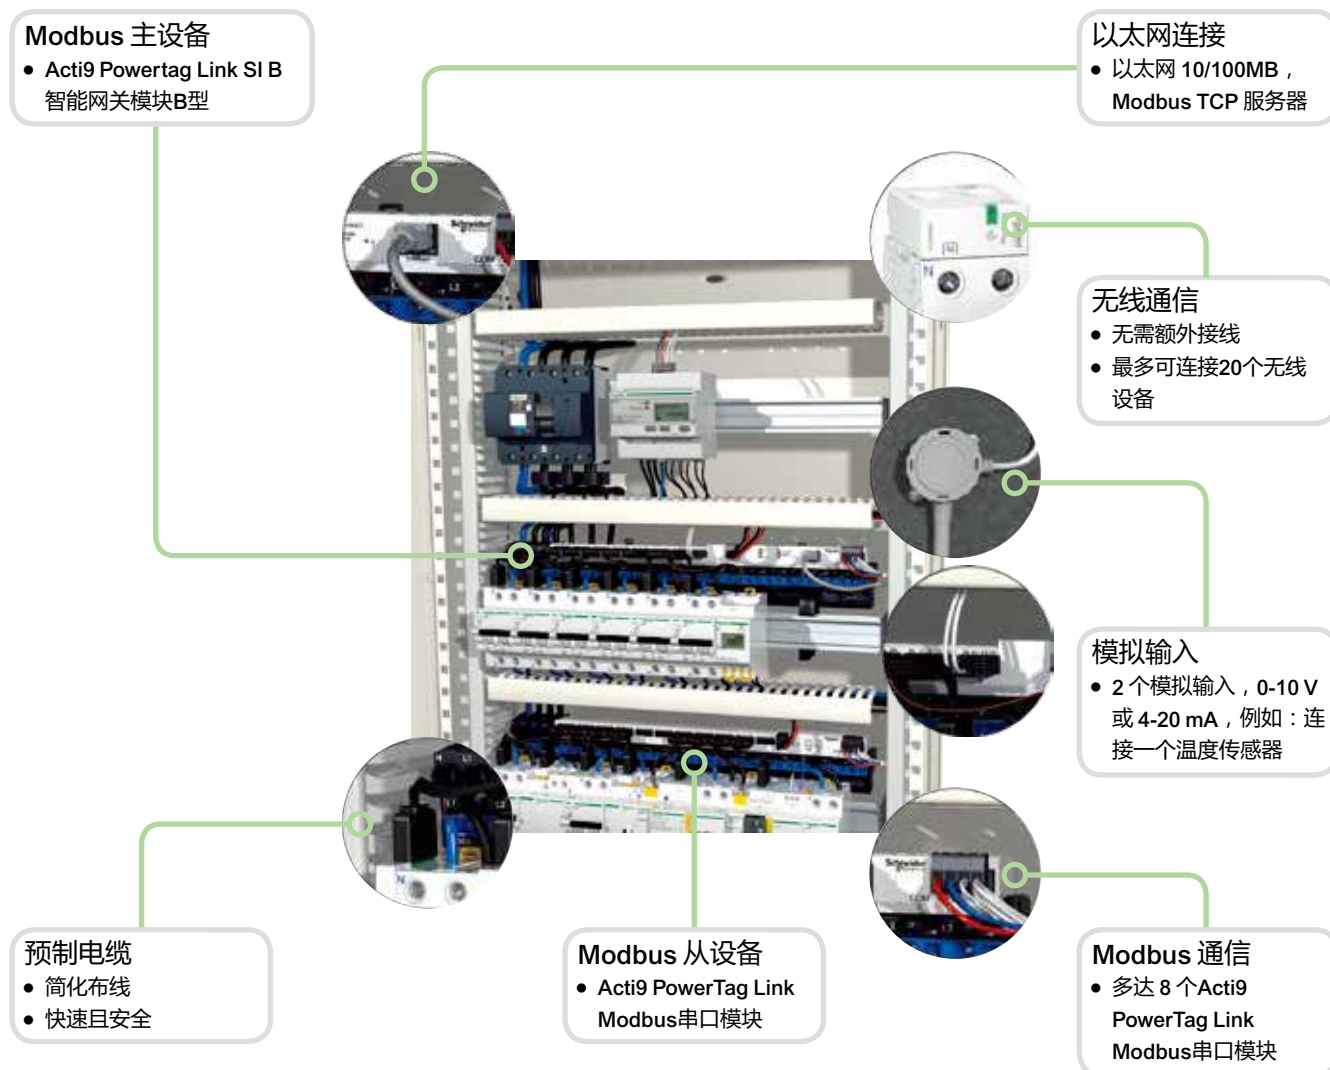 Modbus 主设备
● Acti9 Powertag Link SI B
智能网关模块B型
以太网连接
● 以太网 10/100MB，
Modbus TCP 服务器
无线通信
● 无需额外接线
● 最多可连接20个无线
设备
模拟输入
● 2 个模拟输入，0-10 V
或 4-20 mA，例如：连
接一个温度传感器
预制电缆
● 简化布线
● 快速且安全
Modbus 从设备
● Acti9 PowerTag Link
Modbus串口模块
Modbus 通信
● 多达 8 个Acti9
PowerTag Link
Modbus串口模块
Schneider
COM
L2
N
N
Schneider
COM